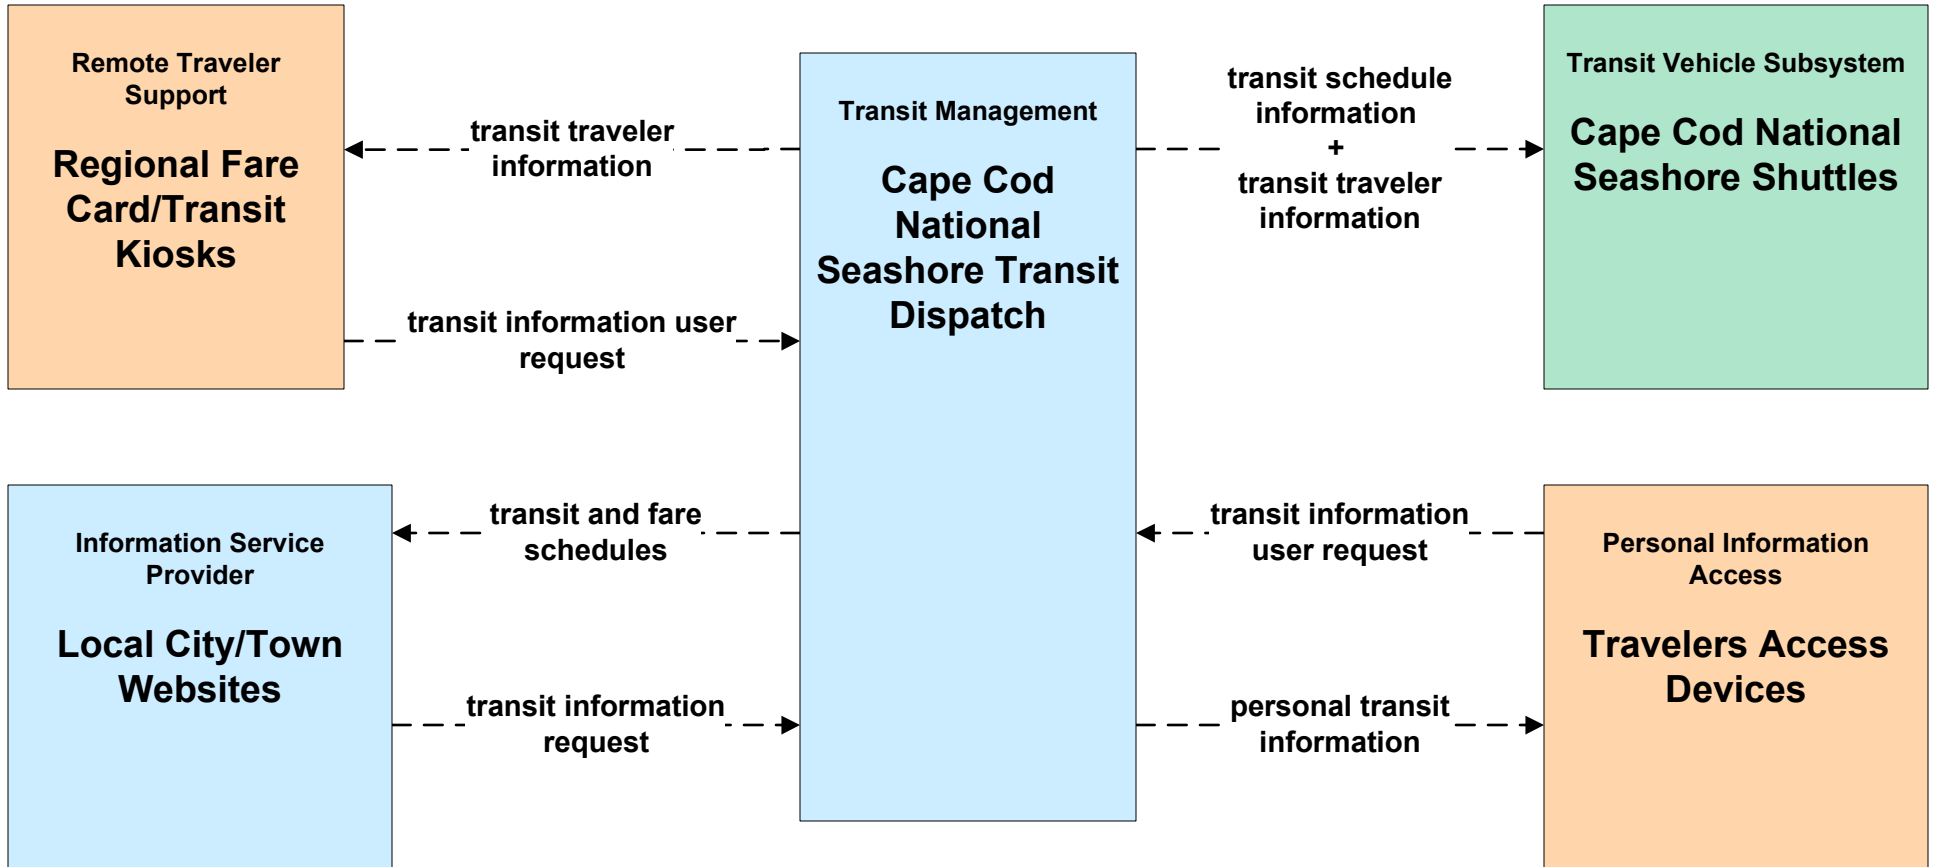 Remote Traveler
Support
Regional Fare
Card/Transit
Kiosks
transit traveler
information
transit information user
request
Transit Management
Cape Cod
National
Seashore Transit
Dispatch
transit schedule
information
+
transit traveler
information
Transit Vehicle Subsystem
Cape Cod National
Seashore Shuttles
Information Service
Provider
Local City/Town
Websites
transit and fare
schedules
transit information
request
transit information
user request
personal transit
information
Personal Information
Access
Travelers Access
Devices